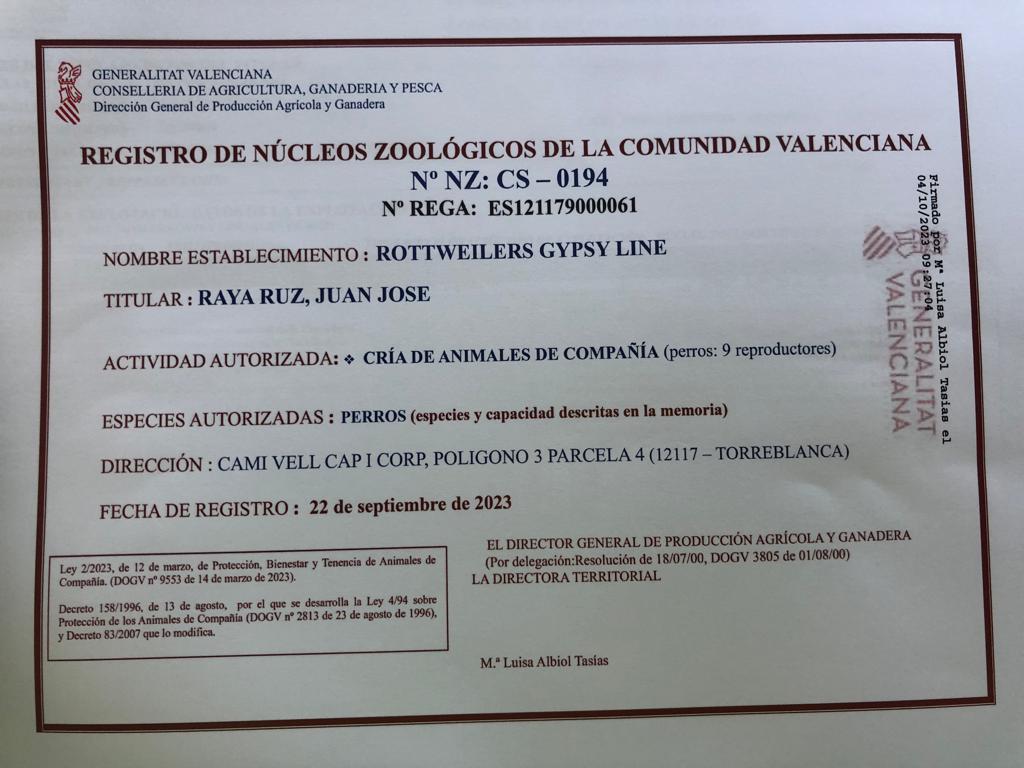 GENERALITAT VALENCIANA
CONSELLERIA DE AGRICULTURA, GANADERIA Y PESCA
Dirección General de Producción Agrícola y Ganadera
REGISTRO DE NÚCLEOS ZOOLÓGICOS DE LA COMUNIDAD VALENCIANA
Nº NZ: CS – 0194
Nº REGA: ES121179000061
NOMBRE ESTABLECIMIENTO : ROTTWEILERS GYPSY LINE
TITULAR : RAYA RUZ, JUAN JOSE
ACTIVIDAD AUTORIZADA: ❖ CRÍA DE ANIMALES DE COMPAÑÍA (perros: 9 reproductores)
ESPECIES AUTORIZADAS : PERROS (especies y capacidad descritas en la memoria)
DIRECCIÓN : CAMI VELL CAP I CORP, POLIGONO 3 PARCELA 4 (12117 – TORREBLANCA)
FECHA DE REGISTRO : 22 de septiembre de 2023
Ley 2/2023, de 12 de marzo, de Protección, Bienestar y Tenencia de Animales de
Compañía. (DOGV nº 9553 de 14 de marzo de 2023).
Decreto 158/1996, de 13 de agosto, por el que se desarrolla la Ley 4/94 sobre
Protección de los Animales de Compañía (DOGV nº 2813 de 23 de agosto de 1996),
y Decreto 83/2007 que lo modifica.
EL DIRECTOR GENERAL DE PRODUCCIÓN AGRÍCOLA Y GANADERA
(Por delegación:Resolución de 18/07/00, DOGV 3805 de 01/08/00)
LA DIRECTORA TERRITORIAL
M.ª Luisa Albiol Tasías
Firmado por Mª Luisa Albiol Tasias el
04/10/2023 09:27:04
GENERALITAT
VALENCIANA